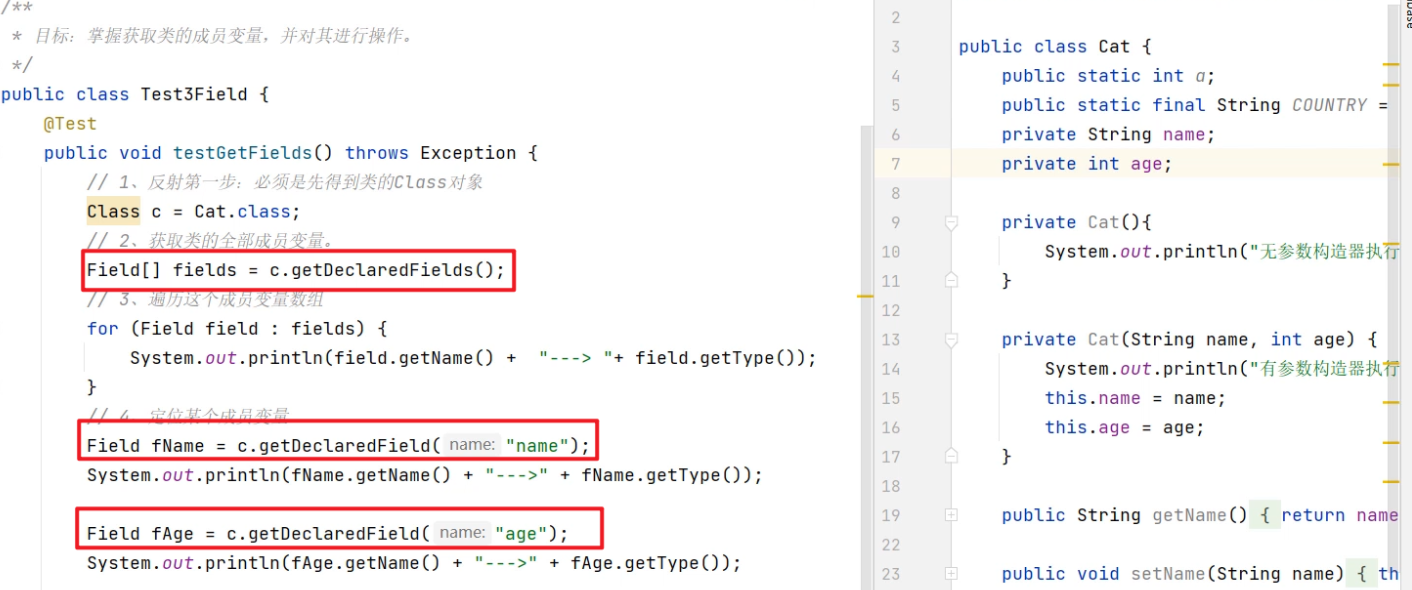 /**
* 目标：掌握获取类的成员变量，并对其进行操作。
*/
public class Test3Field {
@Test
public void testGetFields() throws Exception {
// 1、反射第一步：必须是先得到类的Class对象
Class c = Cat.class;
// 2、获取类的全部成员变量。
Field[] fields = c.getDeclaredFields();
// 3、遍历这个成员变量数组
for (Field field : fields) {
System.out.println(field.getName() + "---> "+ field.getType());
}
// 4、定位某个成员变量
Field fName = c.getDeclaredField( name: "name");
System.out.println(fName.getName() + "--->" + fName.getType());
Field fAge = c.getDeclaredField( name: "age");
System.out.println(fAge.getName() + "--->" + fAge.getType());
2
3 public class Cat {
4 public static int a;
5 public static final String COUNTRY =
6 private String name;
7 private int age;
8
9 private Cat(){
10 System.out.println("无参数构造器执行
11 }
12
13 private Cat(String name, int age) {
14 System.out.println("有参数构造器执行
15 this.name = name;
16 this.age = age;
17 }
18
19 public String getName() { return name
22
23 public void setName(String name) { th